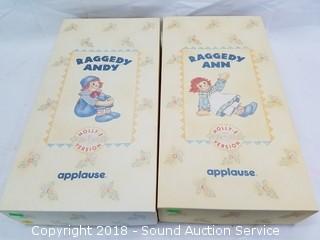 RAGGEDY
ANDY
MOLLY-E
VERSION
applause
RAGGEDY
ANN
MOLLY-E
VERSION
applause
Copyright 2018 - Sound Auction Service